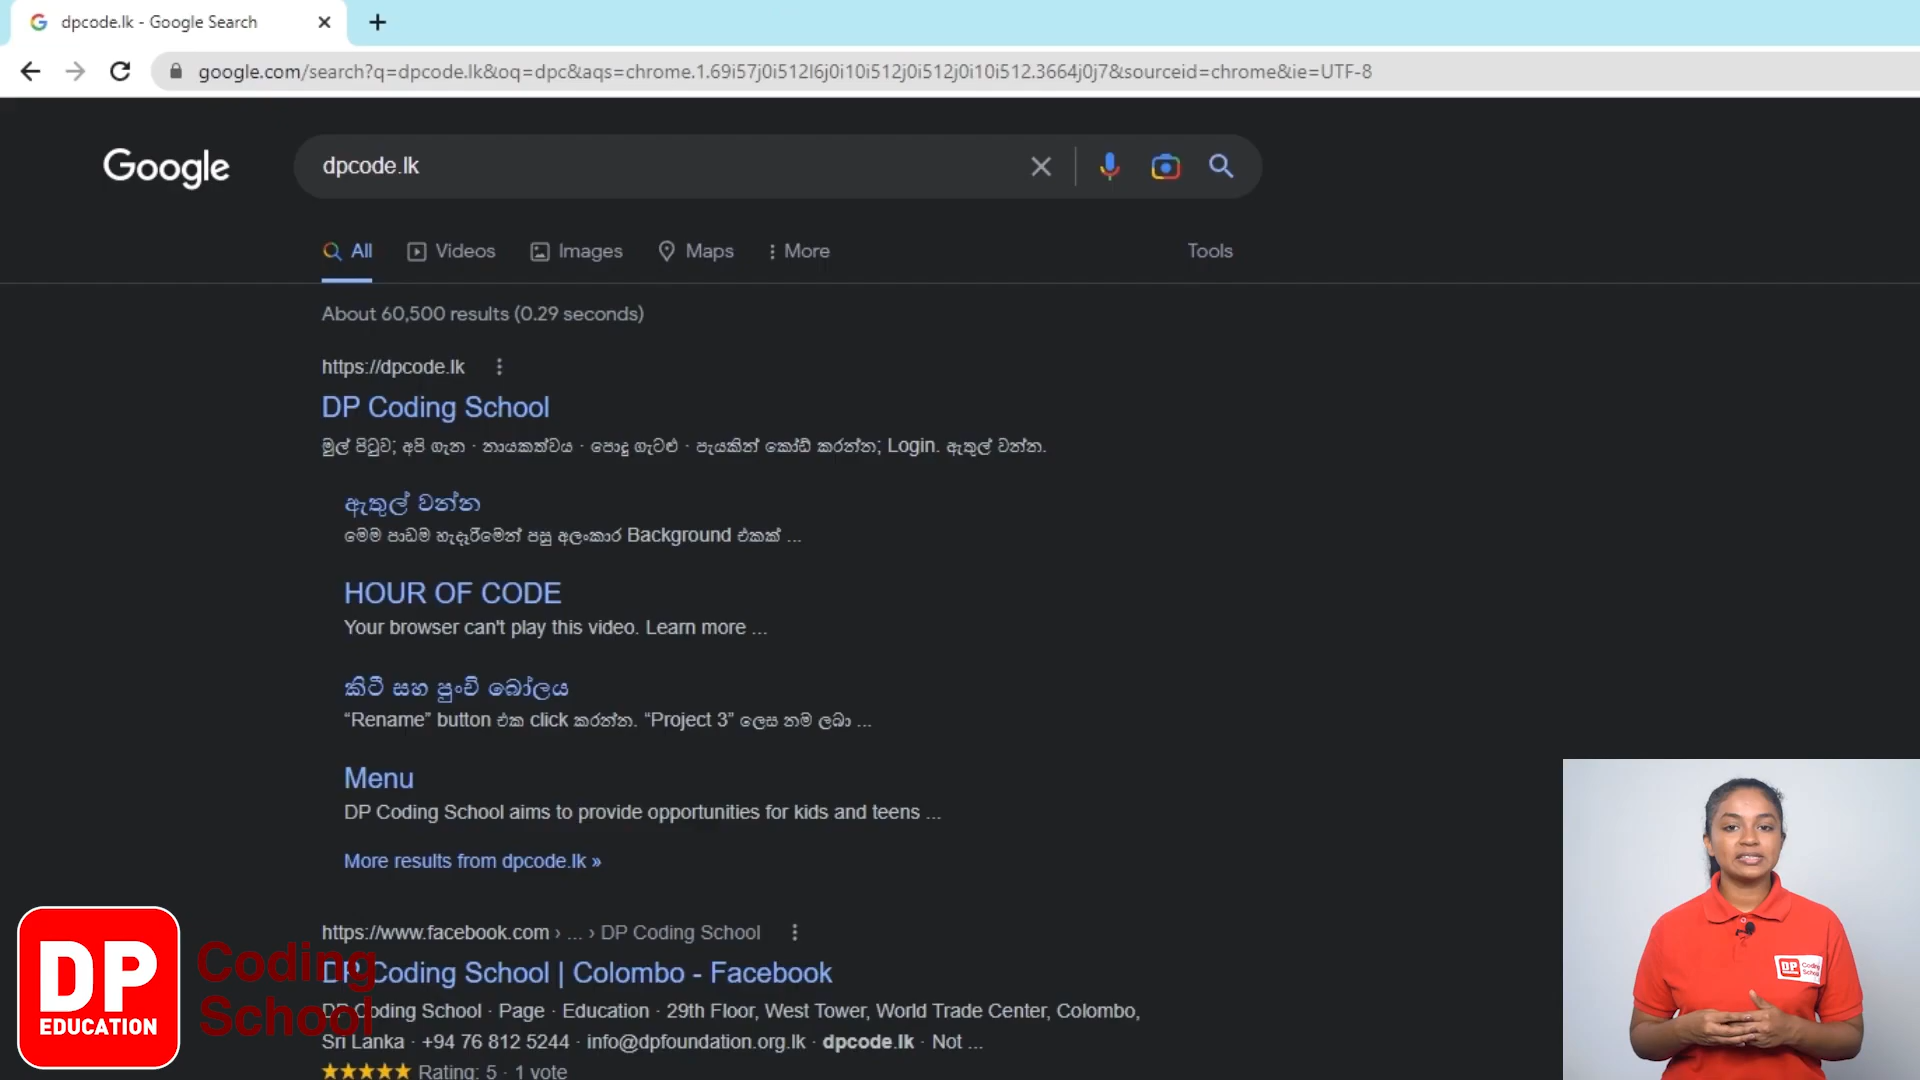 dpcode.lk - Google Search
google.com/search?q=dpcode.lk&oq=dpc&aqs=chrome.1.69i57j0i512l6j0i10i512j0i512j0i10i512.3664j0j7&sourceid=chrome&ie=UTF-8
Google
dpcode.lk
All Videos Images Maps More Tools
About 60,500 results (0.29 seconds)
https://dpcode.lk
DP Coding School
මුල් පිටුව; අපි ගැන · නායකත්වය · පොදු ගැටළු · පැයකින් කෝඩ් කරන්න; Login. ඇතුල් වන්න.
ඇතුල් වන්න
මෙම පාඩම හැදෑරීමෙන් පසු අලංකාර Background එකක් ...
HOUR OF CODE
Your browser can't play this video. Learn more ...
කිටී සහ පුංචි බෝලය
“Rename” button එක click කරන්න. “Project 3” ලෙස නම ලබා ...
Menu
DP Coding School aims to provide opportunities for kids and teens ...
More results from dpcode.lk »
https://www.facebook.com › ... › DP Coding School
DP Coding School | Colombo - Facebook
DP Coding School · Page · Education · 29th Floor, West Tower, World Trade Center, Colombo,
Sri Lanka · +94 76 812 5244 · info@dpfoundation.org.lk · dpcode.lk · Not ...
Rating: 5 · 1 vote
DP
EDUCATION
Coding
School
DP Coding
School